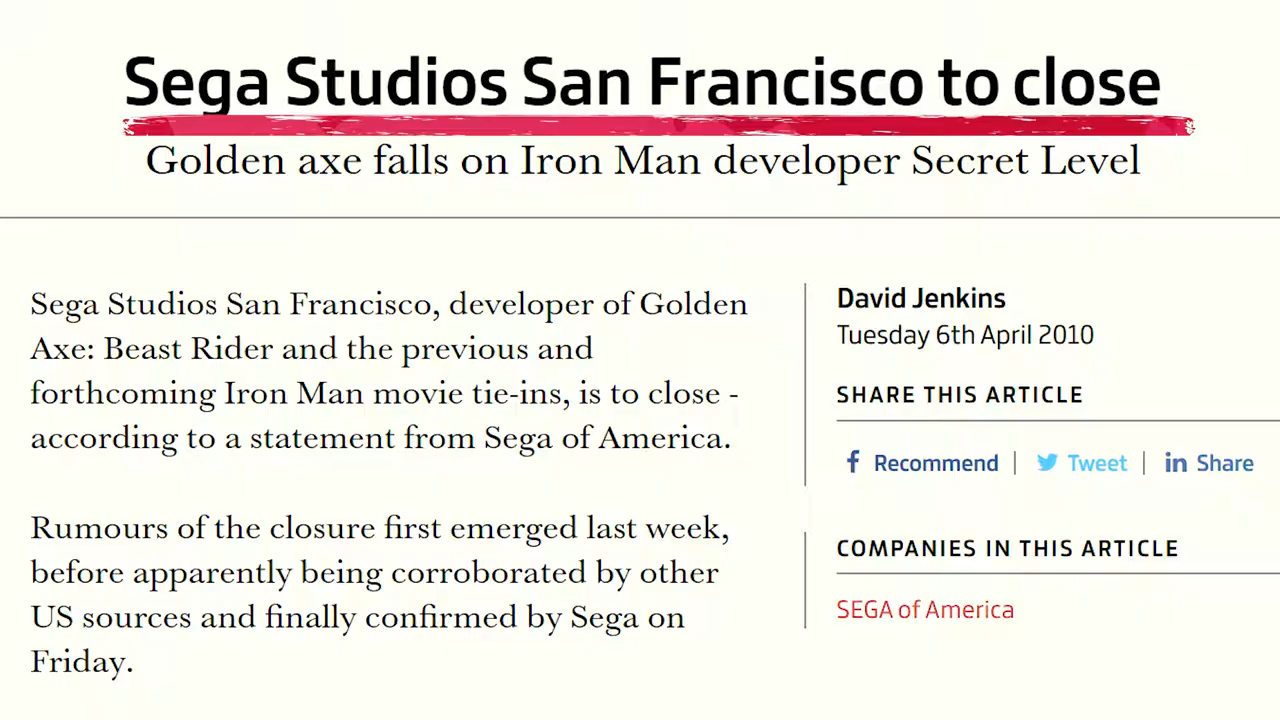 Sega Studios San Francisco to close
Golden axe falls on Iron Man developer Secret Level
Sega Studios San Francisco, developer of Golden
Axe: Beast Rider and the previous and
forthcoming Iron Man movie tie-ins, is to close -
according to a statement from Sega of America.
Rumours of the closure first emerged last week,
before apparently being corroborated by other
US sources and finally confirmed by Sega on
Friday.
David Jenkins
Tuesday 6th April 2010
SHARE THIS ARTICLE
Recommend | Tweet | Share
COMPANIES IN THIS ARTICLE
SEGA of America